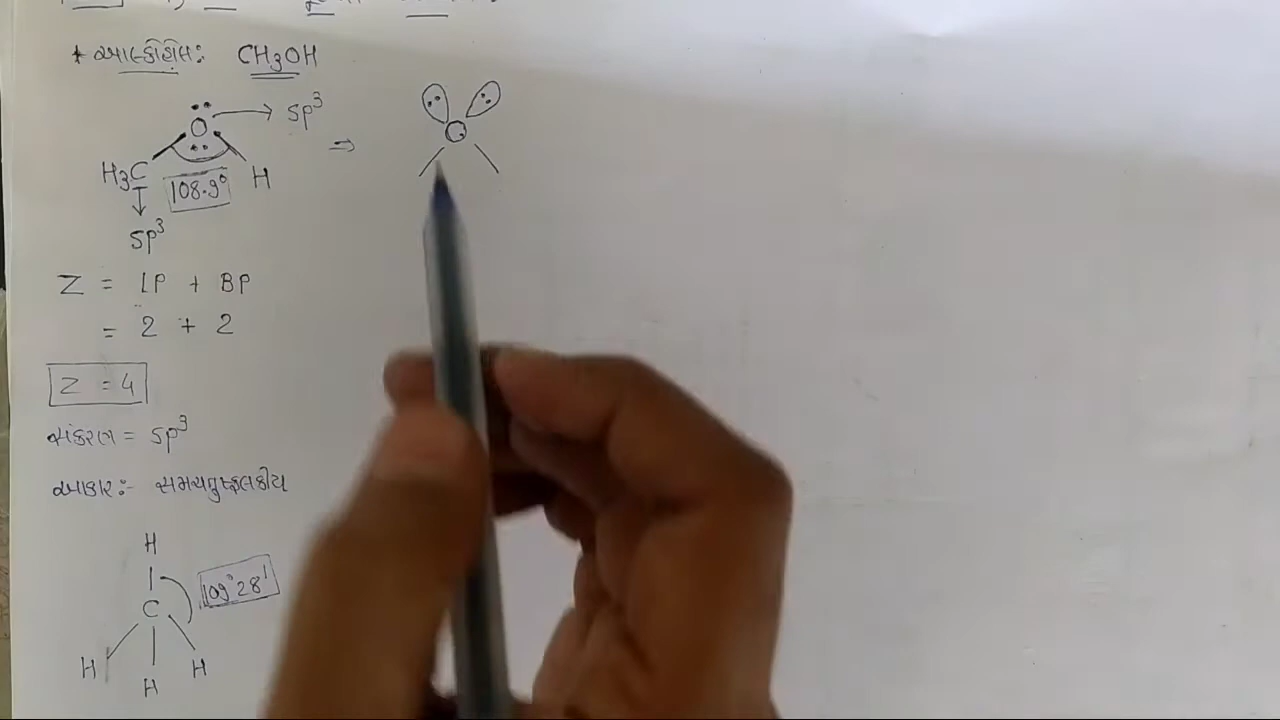 * આલ્કોહોલ: CH3OH
O
sp3
⇒
O
H3C
108.9°
H
sp3
Z = LP + BP
= 2 + 2
Z = 4
સંકરણ = sp3
આકાર:- સમચતુષ્ફલકીય
H
109°28'
C
H
H
H